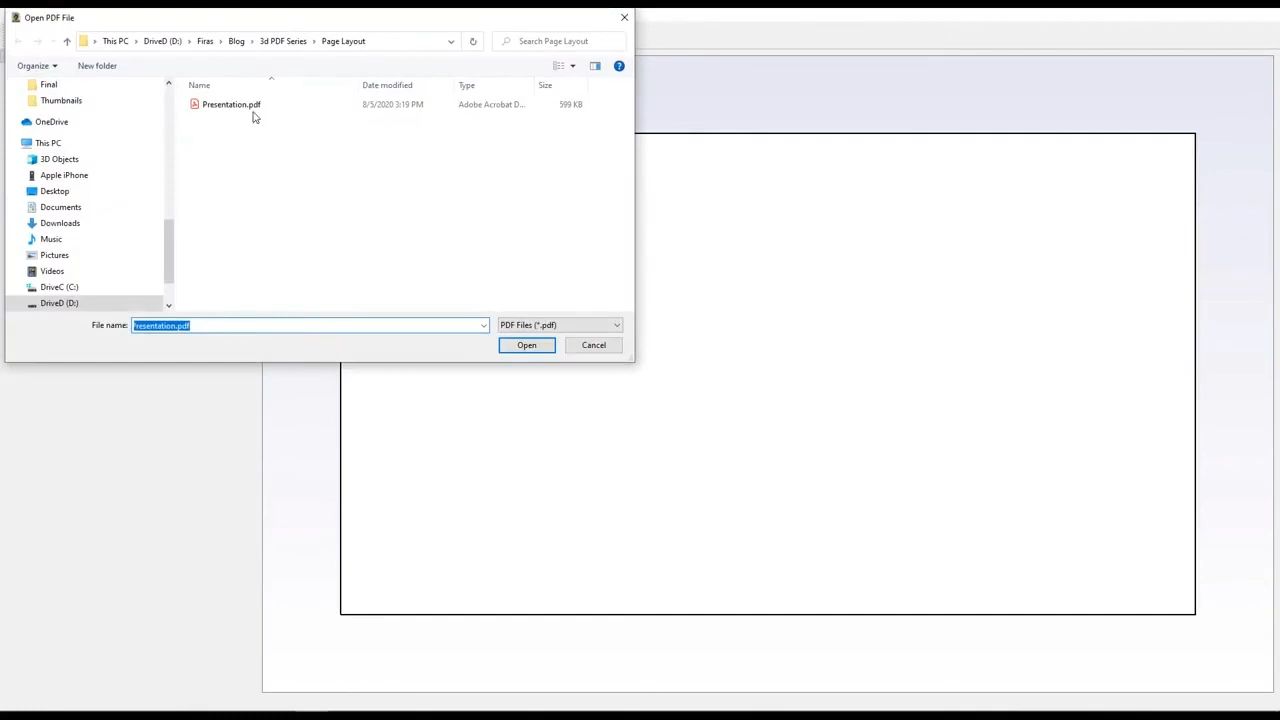 Open PDF File
This PC > DriveD (D:) > Firas > Blog > 3d PDF Series > Page Layout
Search Page Layout
Organize
New folder
Name
Date modified
Type
Size
Final
Thumbnails
OneDrive
This PC
3D Objects
Apple iPhone
Desktop
Documents
Downloads
Music
Pictures
Videos
DriveC (C:)
DriveD (D:)
Presentation.pdf
8/5/2020 3:19 PM
Adobe Acrobat D...
599 KB
File name:
Presentation.pdf
PDF Files (*.pdf)
Open
Cancel